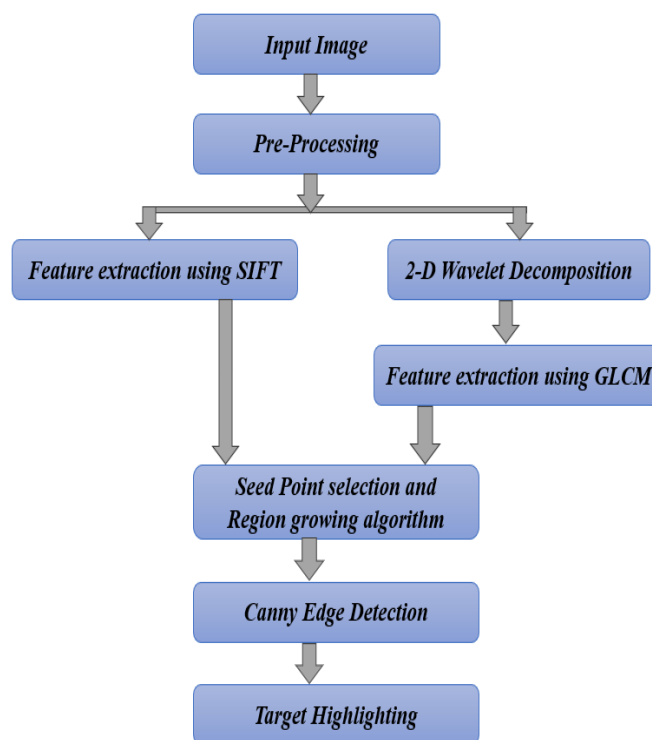 Input Image
Pre-Processing
Feature extraction using SIFT
2-D Wavelet Decomposition
Feature extraction using GLCM
Seed Point selection and
Region growing algorithm
Canny Edge Detection
Target Highlighting